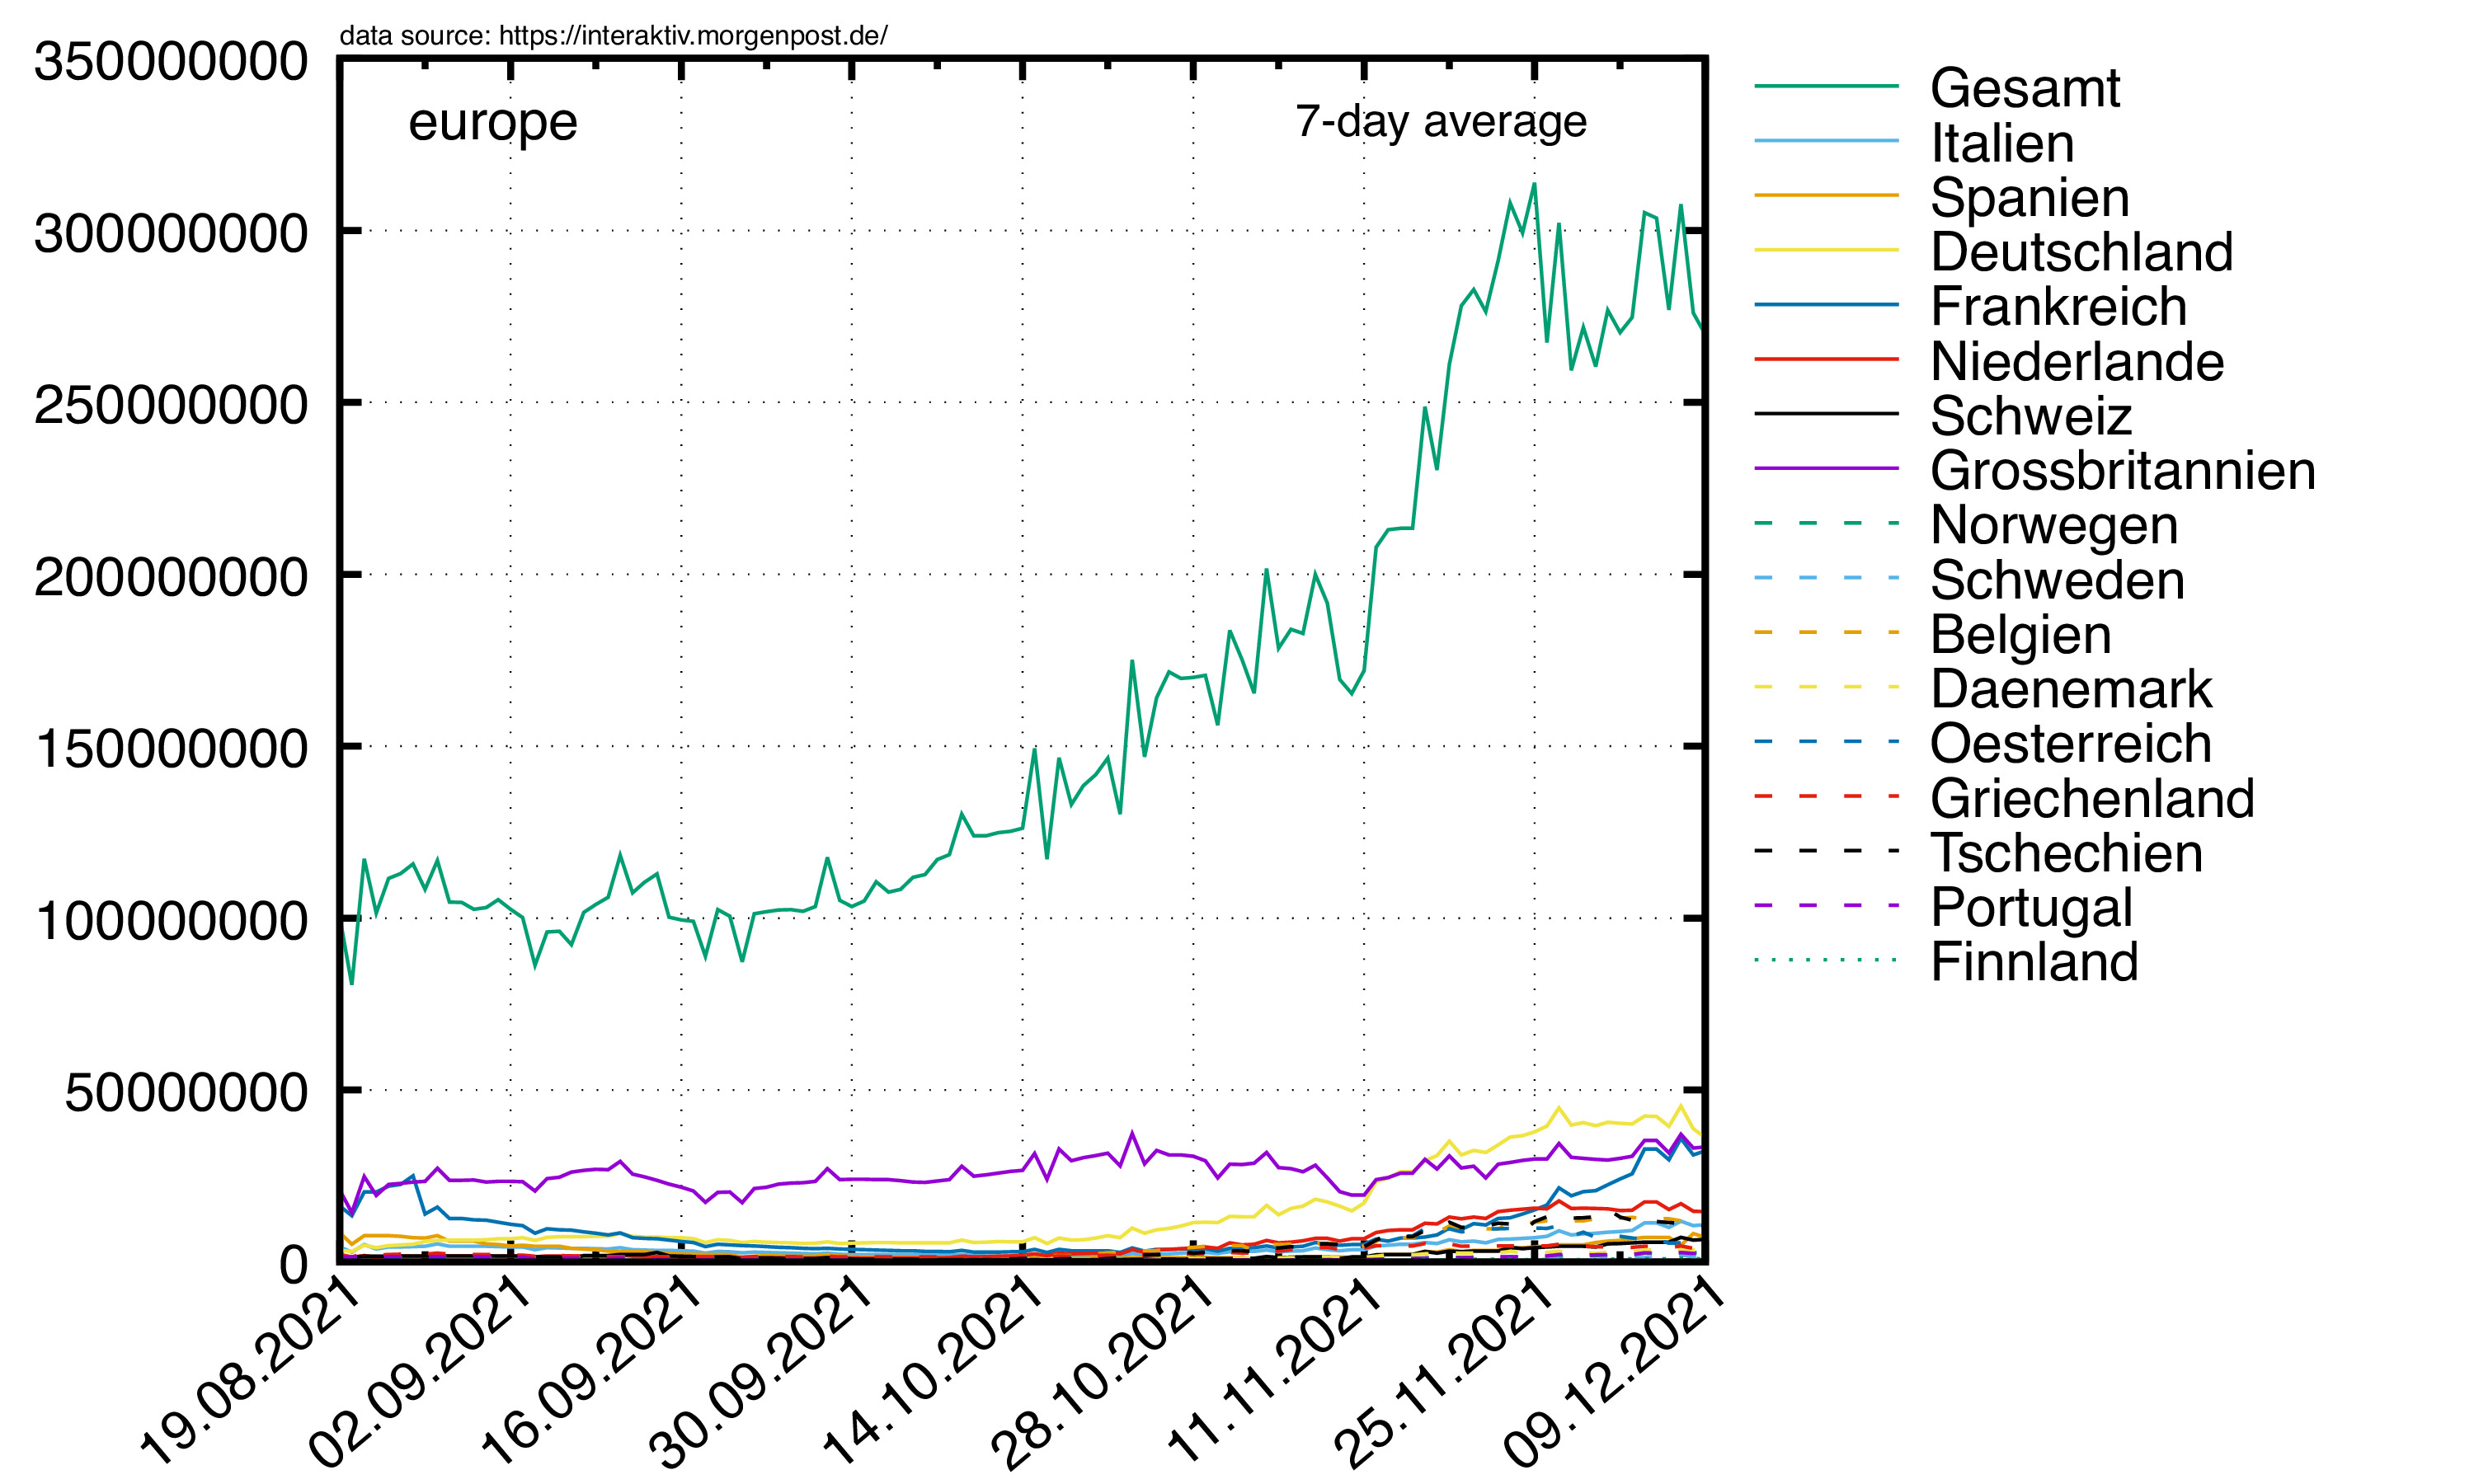 data source: https://interaktiv.morgenpost.de/
europe
7-day average
350000000
300000000
250000000
200000000
150000000
100000000
50000000
0
19.08.2021
02.09.2021
16.09.2021
30.09.2021
14.10.2021
28.10.2021
11.11.2021
25.11.2021
09.12.2021
Gesamt
Italien
Spanien
Deutschland
Frankreich
Niederlande
Schweiz
Grossbritannien
Norwegen
Schweden
Belgien
Daenemark
Oesterreich
Griechenland
Tschechien
Portugal
Finnland